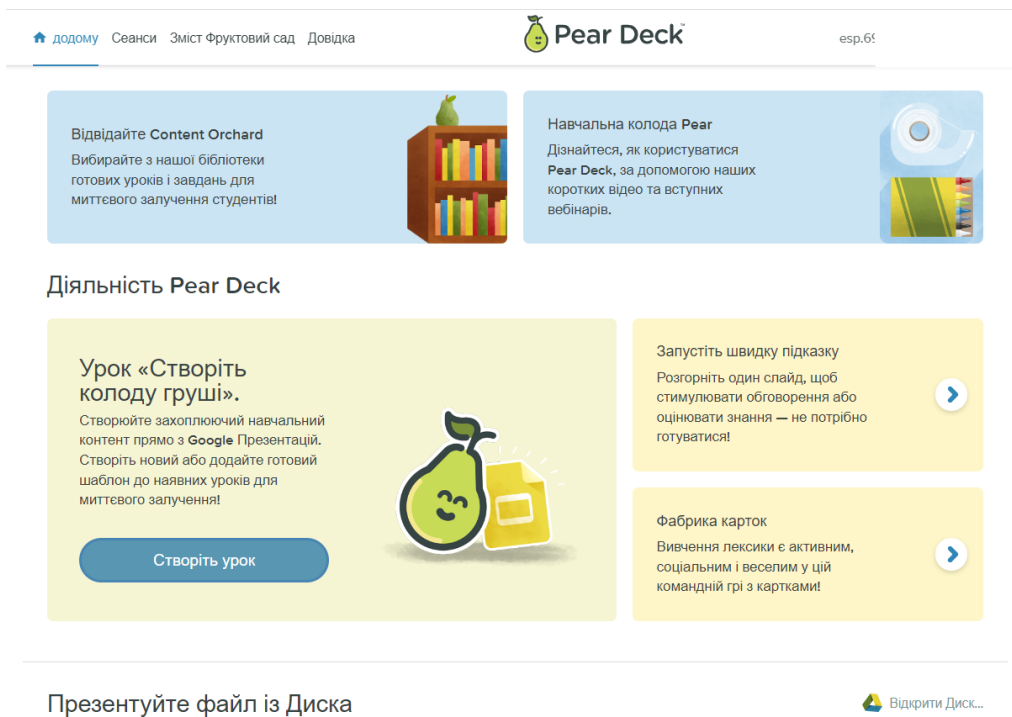 додому Сеанси Зміст Фруктовий сад Довідка
Pear Deck™
esp.69
Відвідайте Content Orchard
Вибирайте з нашої бібліотеки
готових уроків і завдань для
миттєвого залучення студентів!
Навчальна колода Pear
Дізнайтеся, як користуватися
Pear Deck, за допомогою наших
коротких відео та вступних
вебінарів.
Діяльність Pear Deck
Урок «Створіть
колоду груші».
Створюйте захоплюючий навчальний
контент прямо з Google Презентацій.
Створіть новий або додайте готовий
шаблон до наявних уроків для
миттєвого залучення!
Створіть урок
Запустіть швидку підказку
Розгорніть один слайд, щоб
стимулювати обговорення або
оцінювати знання — не потрібно
готуватися!
Фабрика карток
Вивчення лексики є активним,
соціальним і веселим у цій
командній грі з картками!
Презентуйте файл із Диска
Відкрити Диск...